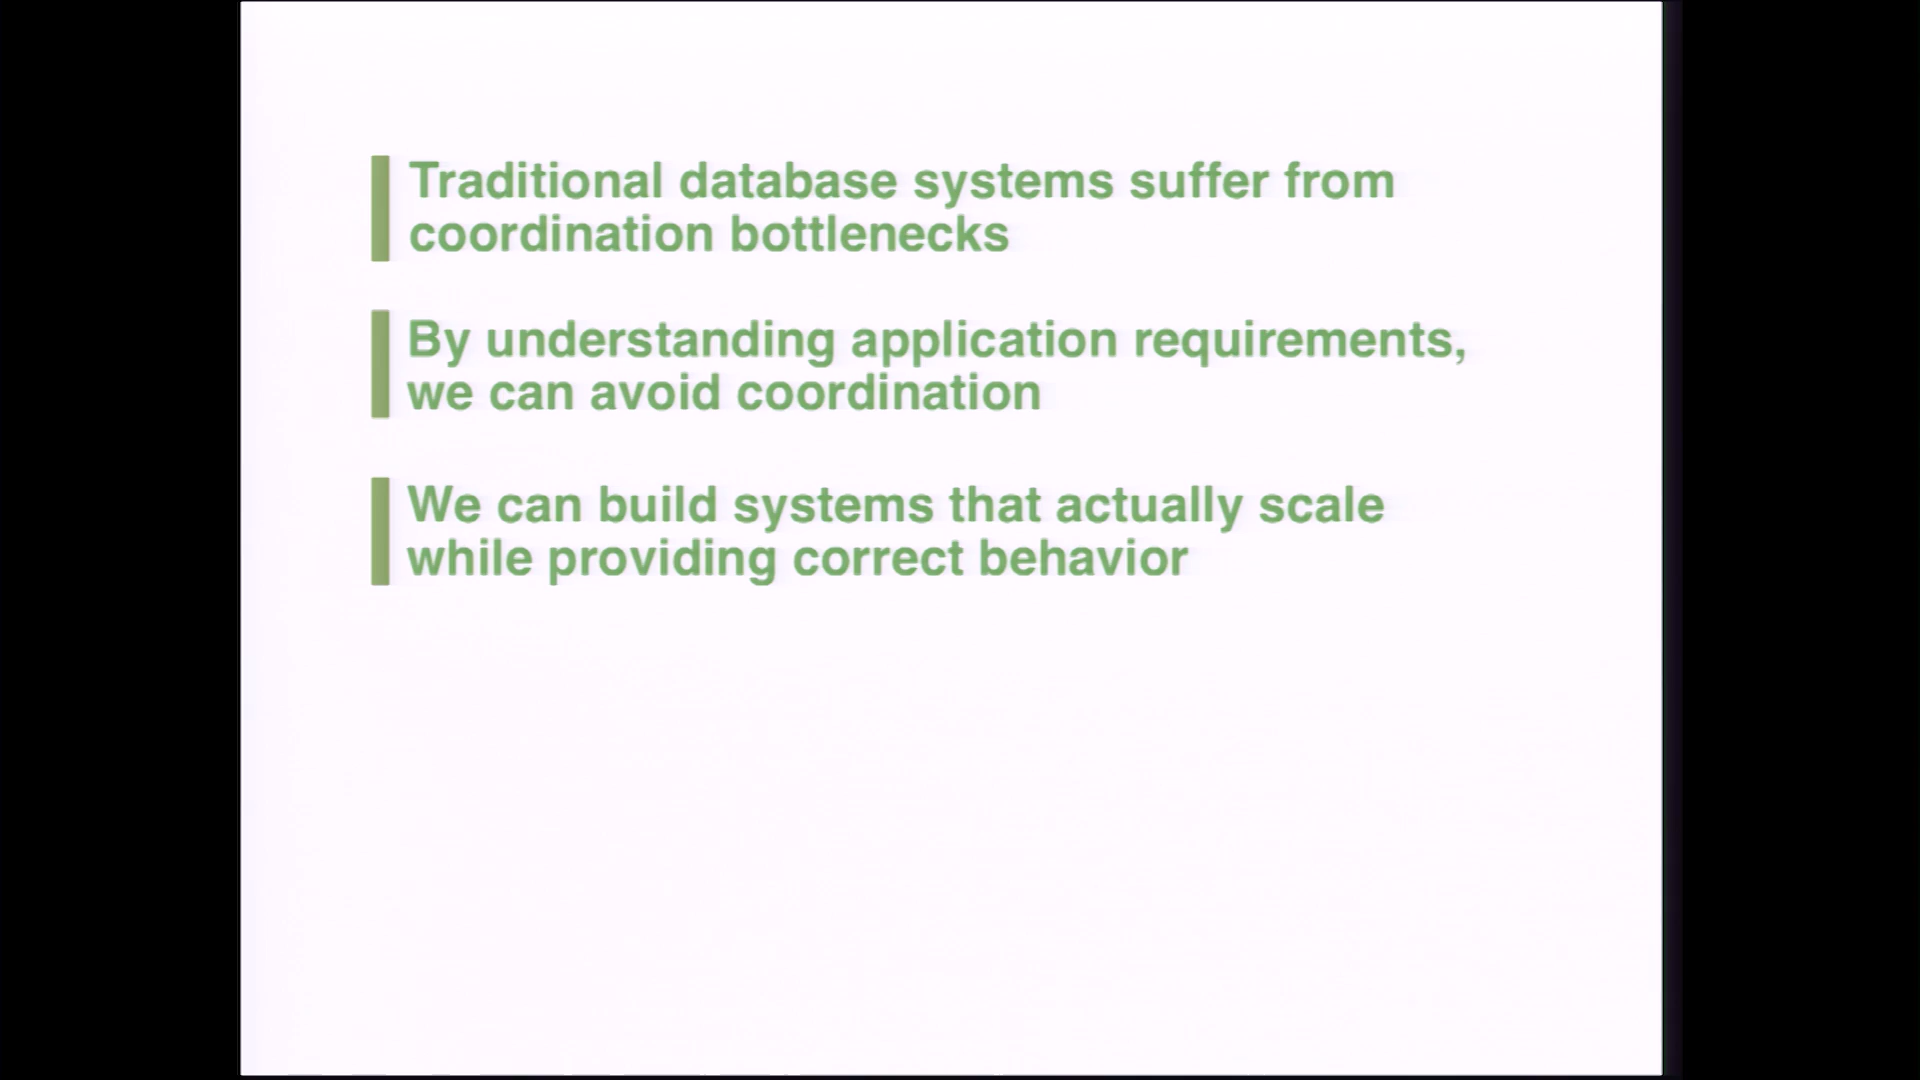 Traditional database systems suffer from
coordination bottlenecks
By understanding application requirements,
we can avoid coordination
We can build systems that actually scale
while providing correct behavior